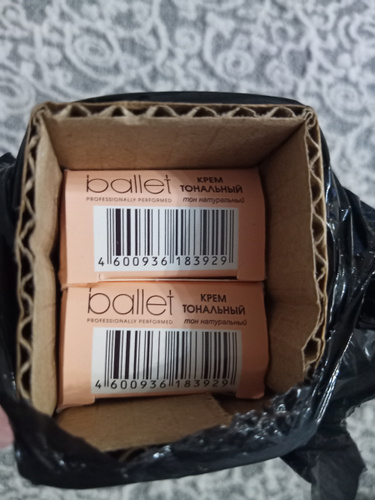 ballet
КРЕМ
ТОНАЛЬНЫЙ
PROFESSIONALLY PERFORMED
тон натуральный
4 600936 183929
ballet
КРЕМ
ТОНАЛЬНЫЙ
PROFESSIONALLY PERFORMED
тон натуральный
4 600936 183929